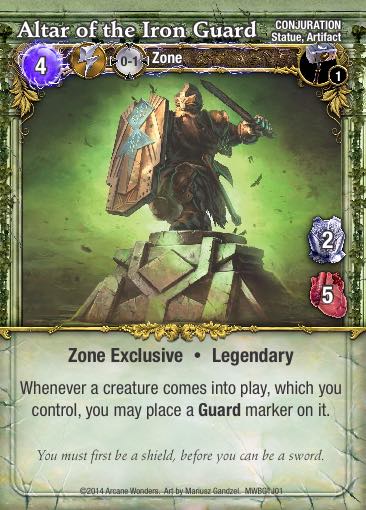 Altar of the Iron Guard
CONJURATION
Statue, Artifact
4
0-1
Zone
1
2
5
Zone Exclusive • Legendary
Whenever a creature comes into play, which you
control, you may place a Guard marker on it.
You must first be a shield, before you can be a sword.
©2014 Arcane Wonders. Art by Mariusz Gandzel. MWBG1J01